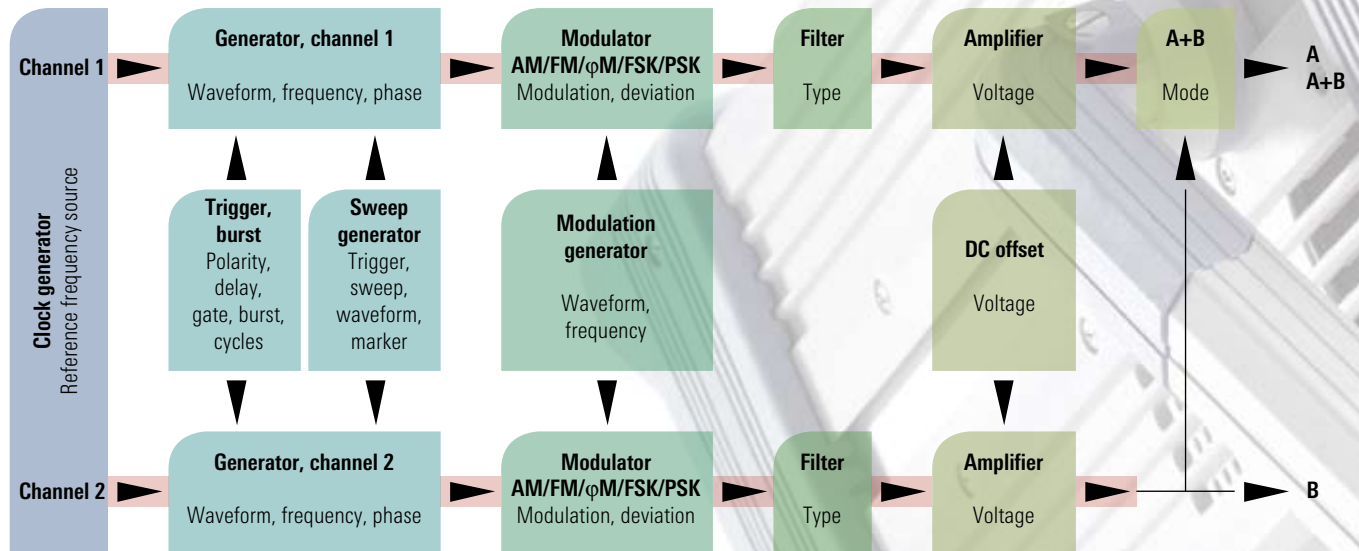 Clock generator
Reference frequency source
Channel 1
Generator, channel 1
Waveform, frequency, phase
Modulator
AM/FM/φM/FSK/PSK
Modulation, deviation
Filter
Type
Amplifier
Voltage
A+B
Mode
A
A+B
Trigger,
burst
Polarity,
delay,
gate, burst,
cycles
Sweep
generator
Trigger,
sweep,
waveform,
marker
Modulation
generator
Waveform,
frequency
DC offset
Voltage
Channel 2
Generator, channel 2
Waveform, frequency, phase
Modulator
AM/FM/φM/FSK/PSK
Modulation, deviation
Filter
Type
Amplifier
Voltage
B